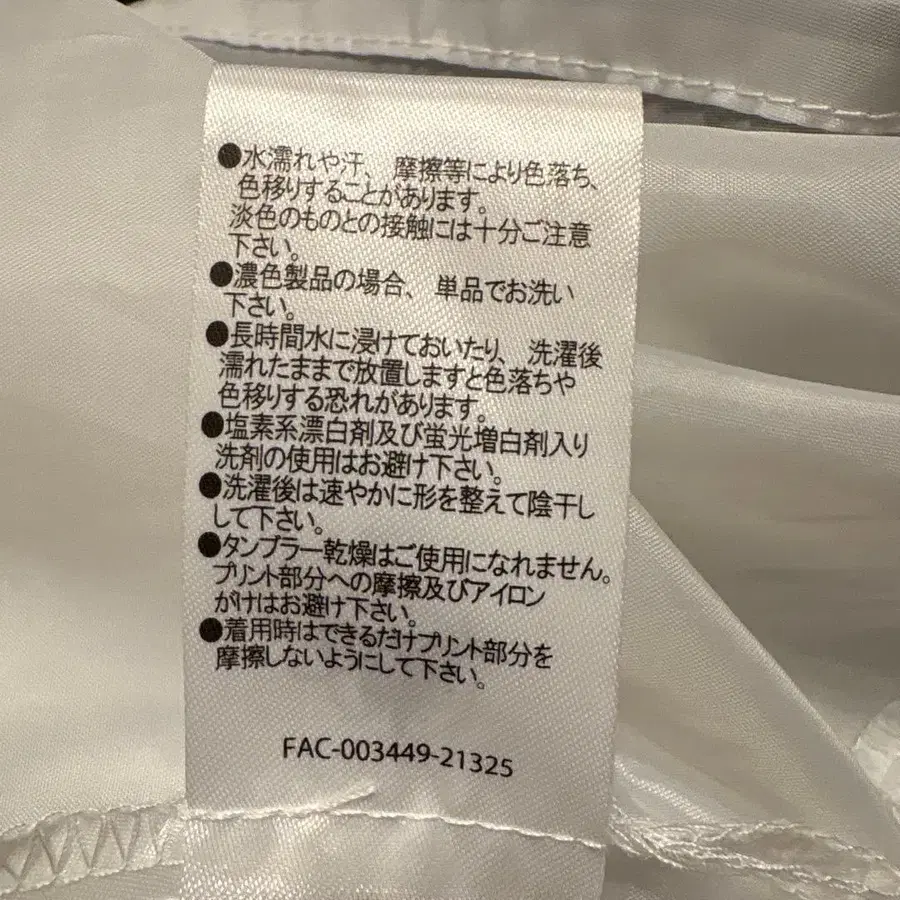 ●水濡れや汗、摩擦等により色落ち、
色移りすることがあります。
淡色のものとの接触には十分ご注意
下さい。
●濃色製品の場合、単品でお洗い
下さい。
●長時間水に浸けておいたり、洗濯後
濡れたままで放置しますと色落ちや
色移りする恐れがあります。
●塩素系漂白剤及び蛍光増白剤入り
洗剤の使用はお避け下さい。
●洗濯後は速やかに形を整えて陰干し
して下さい。
●タンブラー乾燥はご使用になれません。
プリント部分への摩擦及びアイロン
がけはお避け下さい。
●着用時はできるだけプリント部分を
摩擦しないようにして下さい。
FAC-003449-21325